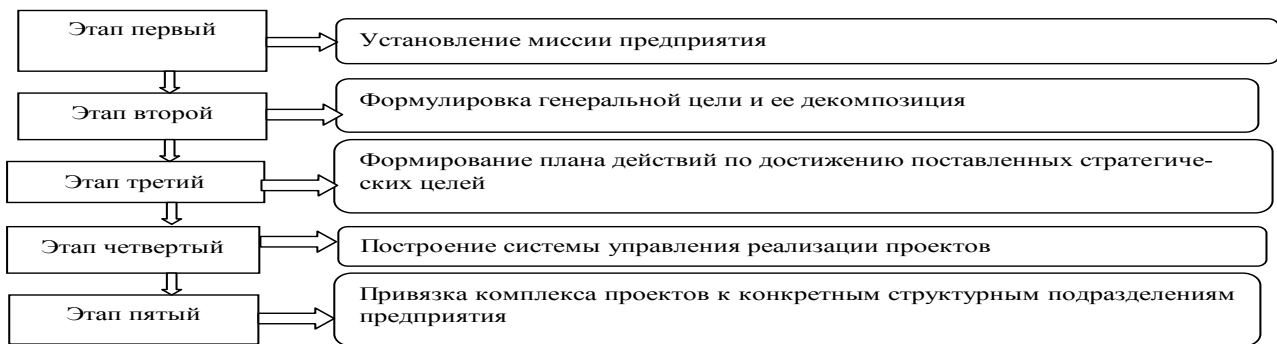 Этап первый
Установление миссии предприятия
Этап второй
Формулировка генеральной цели и ее декомпозиция
Этап третий
Формирование плана действий по достижению поставленных стратегиче-
ских целей
Этап четвертый
Построение системы управления реализации проектов
Этап пятый
Привязка комплекса проектов к конкретным структурным подразделениям
предприятия